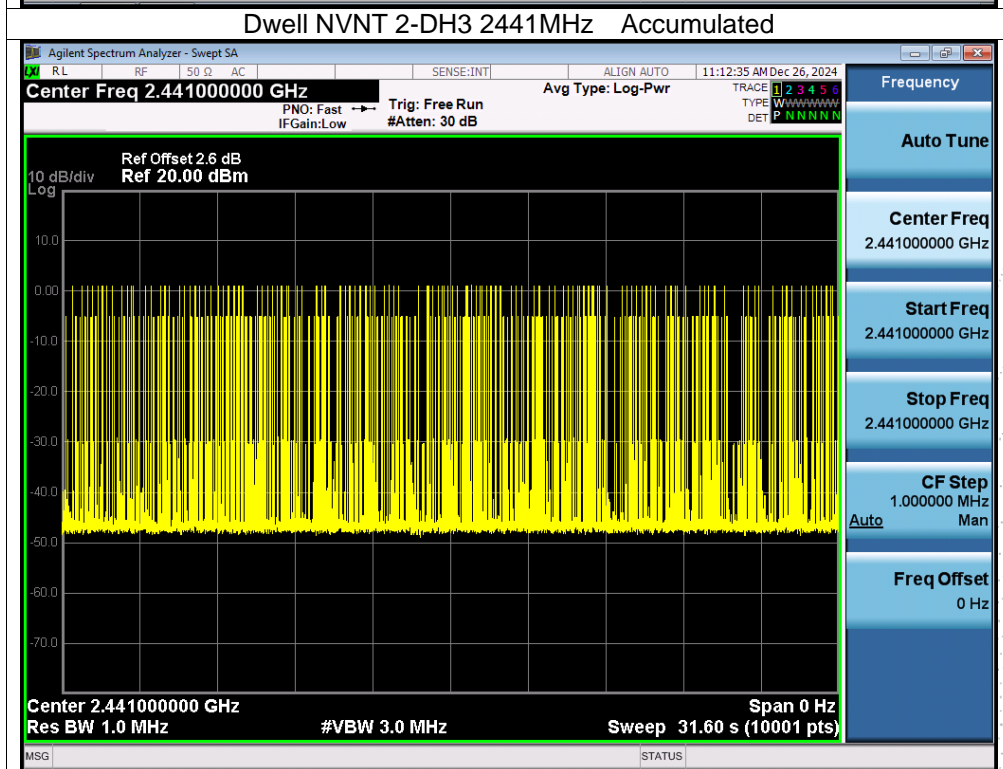 Dwell NVNT 2-DH3 2441MHz Accumulated
Agilent Spectrum Analyzer - Swept SA
LXI RL RF 50 Ω AC SENSE:INT ALIGN AUTO 11:12:35 AM Dec 26, 2024
Center Freq 2.441000000 GHz
PNO: Fast
IFGain:Low
Trig: Free Run
#Atten: 30 dB
Avg Type: Log-Pwr
TRACE 1 2 3 4 5 6
TYPE WWWWWW
DET P N N N N N
Ref Offset 2.6 dB
10 dB/div Ref 20.00 dBm
Log
10.0
0.00
-10.0
-20.0
-30.0
-40.0
-50.0
-60.0
-70.0
Center 2.441000000 GHz Span 0 Hz
Res BW 1.0 MHz #VBW 3.0 MHz Sweep 31.60 s (10001 pts)
MSG STATUS
Frequency
Auto Tune
Center Freq
2.441000000 GHz
Start Freq
2.441000000 GHz
Stop Freq
2.441000000 GHz
CF Step
1.000000 MHz
Auto Man
Freq Offset
0 Hz